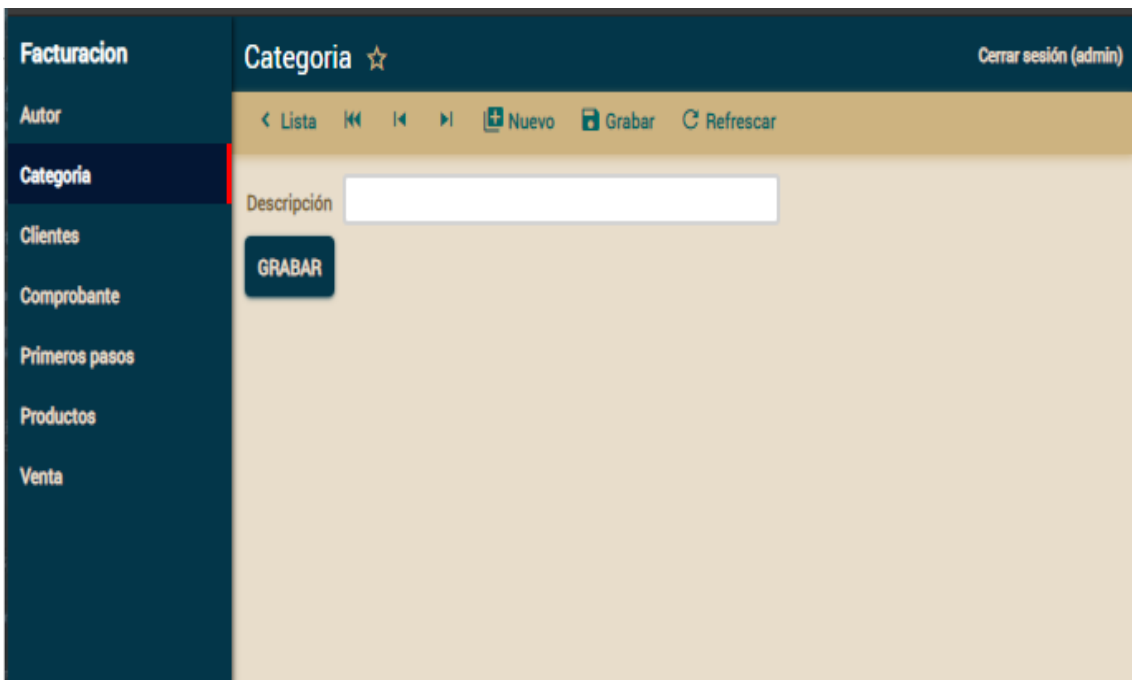 Facturacion
Autor
Categoria
Clientes
Comprobante
Primeros pasos
Productos
Venta
Categoria
Cerrar sesión (admin)
Lista Nuevo Grabar Refrescar
Descripción
GRABAR